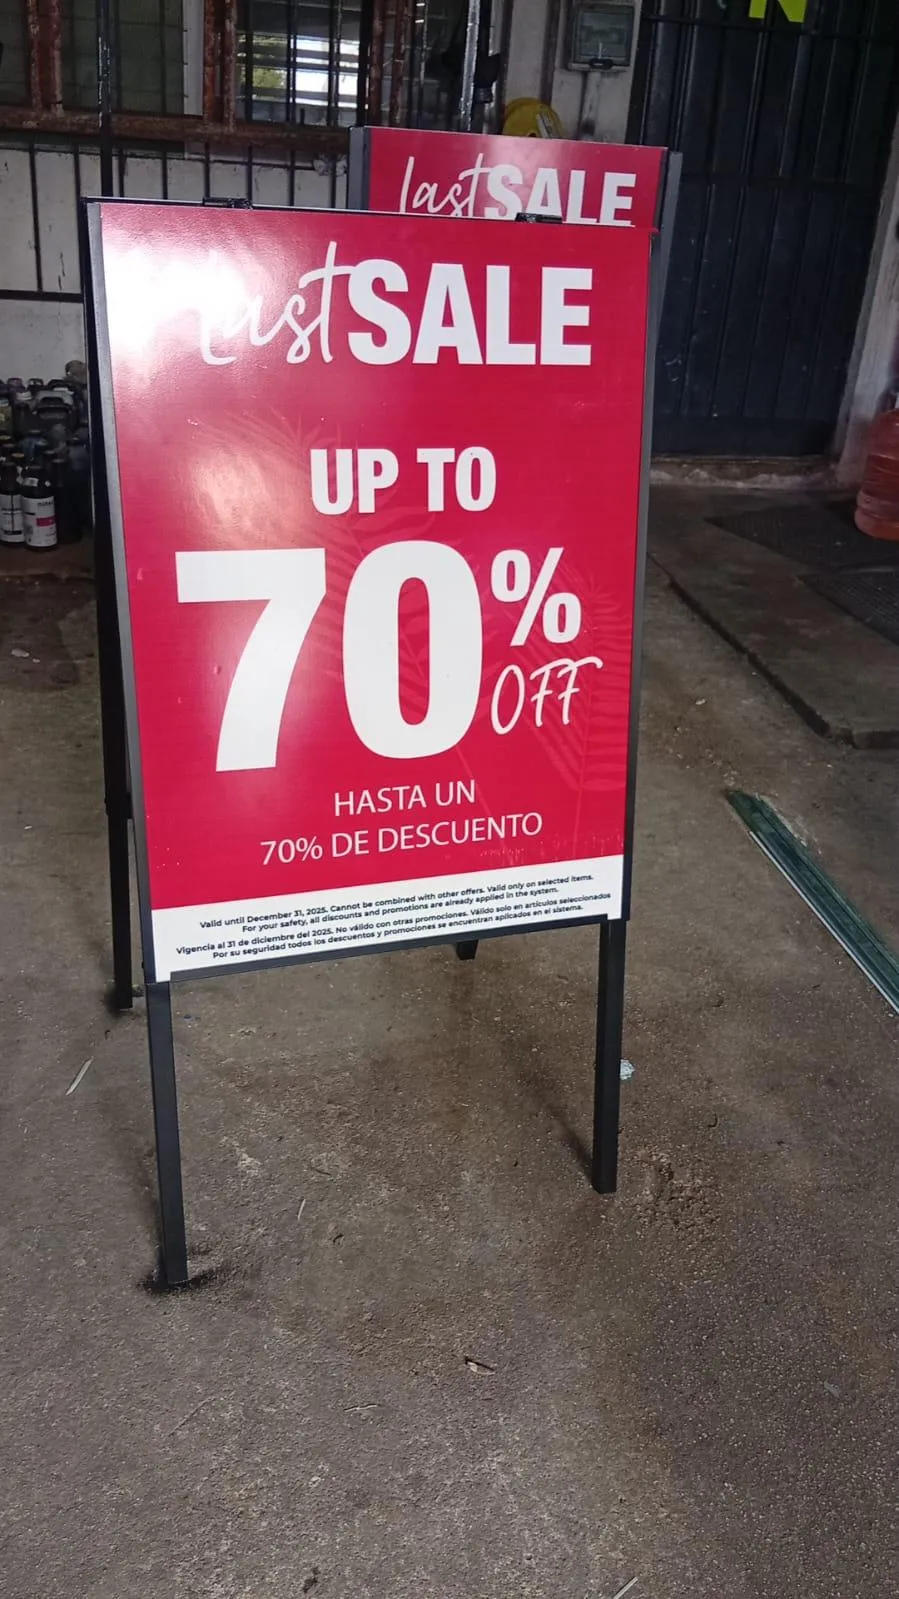 last SALE
last SALE
UP TO
70%
OFF
HASTA UN
70% DE DESCUENTO
Valid until December 31, 2025. Cannot be combined with other offers. Valid only on selected items.
For your safety, all discounts and promotions are already applied in the system.
Vigencia al 31 de diciembre del 2025. No válido con otras promociones. Válido solo en artículos seleccionados
Por su seguridad todos los descuentos y promociones se encuentran aplicados en el sistema.